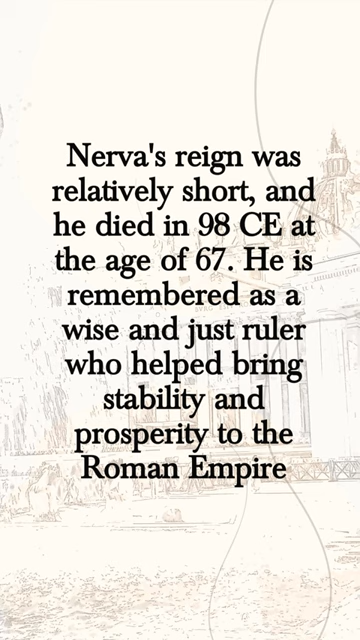 Nerva's reign was
relatively short, and
he died in 98 CE at
the age of 67. He is
remembered as a
wise and just ruler
who helped bring
stability and
prosperity to the
Roman Empire